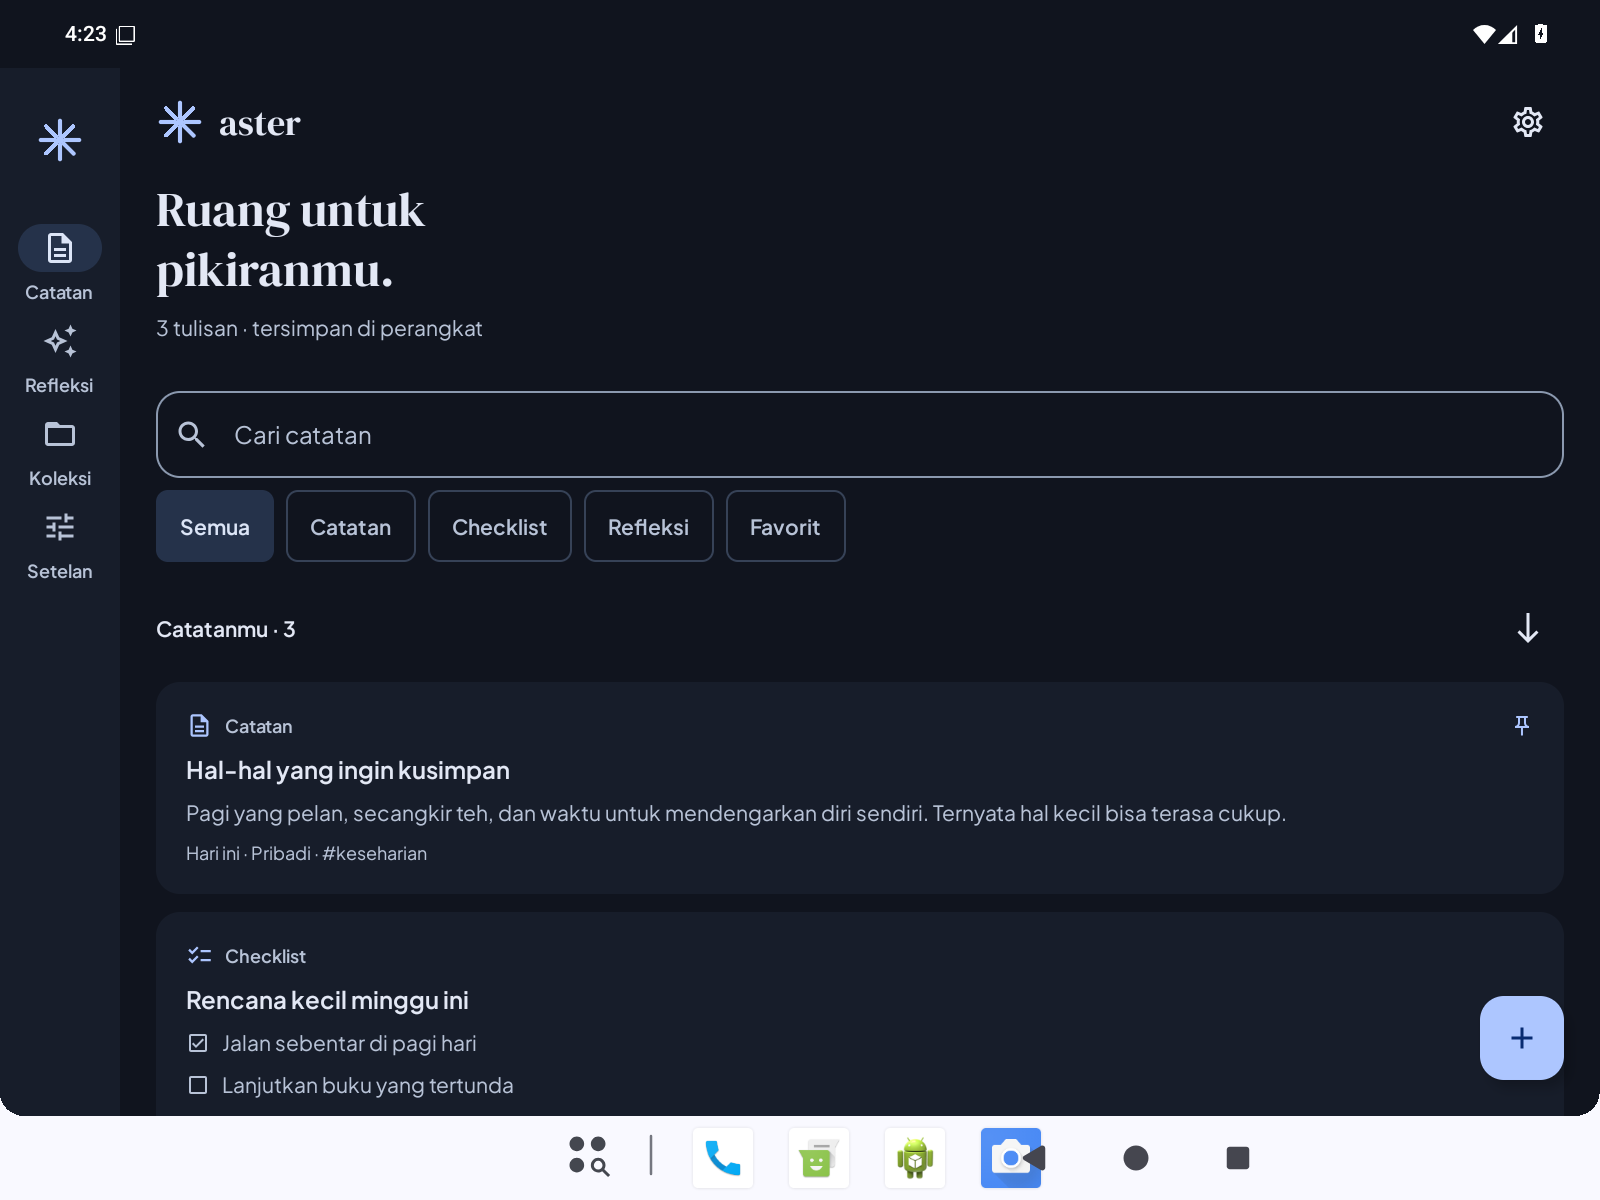 4:23
aster
Ruang untuk
pikiranmu.
3 tulisan · tersimpan di perangkat
Catatan
Refleksi
Koleksi
Setelan
Cari catatan
Semua
Catatan
Checklist
Refleksi
Favorit
Catatanmu · 3
Catatan
Hal-hal yang ingin kusimpan
Pagi yang pelan, secangkir teh, dan waktu untuk mendengarkan diri sendiri. Ternyata hal kecil bisa terasa cukup.
Hari ini · Pribadi · #keseharian
Checklist
Rencana kecil minggu ini
Jalan sebentar di pagi hari
Lanjutkan buku yang tertunda